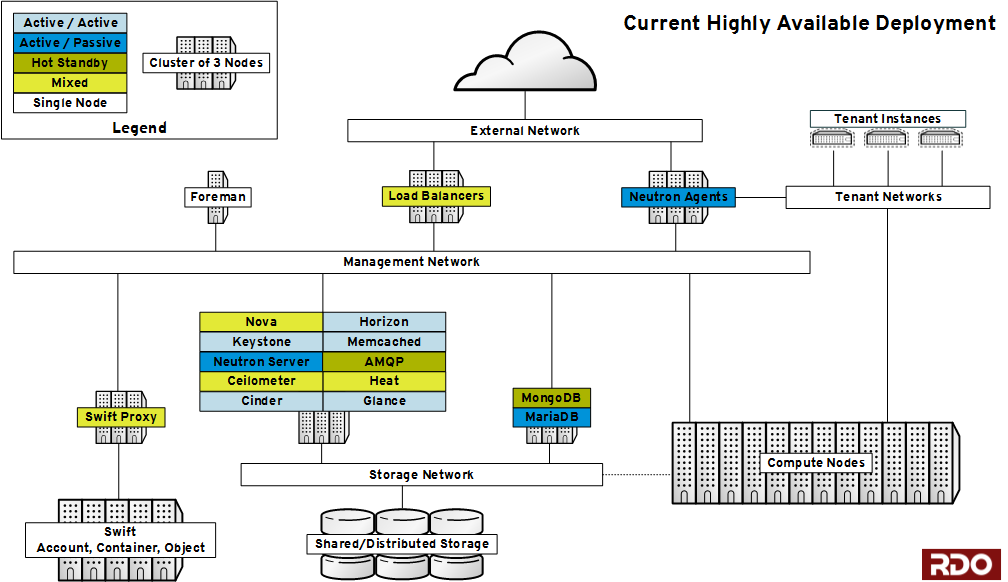 Current Highly Available Deployment
Active / Active
Active / Passive
Hot Standby
Mixed
Single Node
Cluster of 3 Nodes
Legend
External Network
Tenant Instances
Foreman
Load Balancers
Neutron Agents
Tenant Networks
Management Network
Nova
Horizon
Keystone
Memcached
Neutron Server
AMQP
Ceilometer
Heat
Cinder
Glance
MongoDB
MariaDB
Swift Proxy
Compute Nodes
Storage Network
Swift
Account, Container, Object
Shared/Distributed Storage
RDO